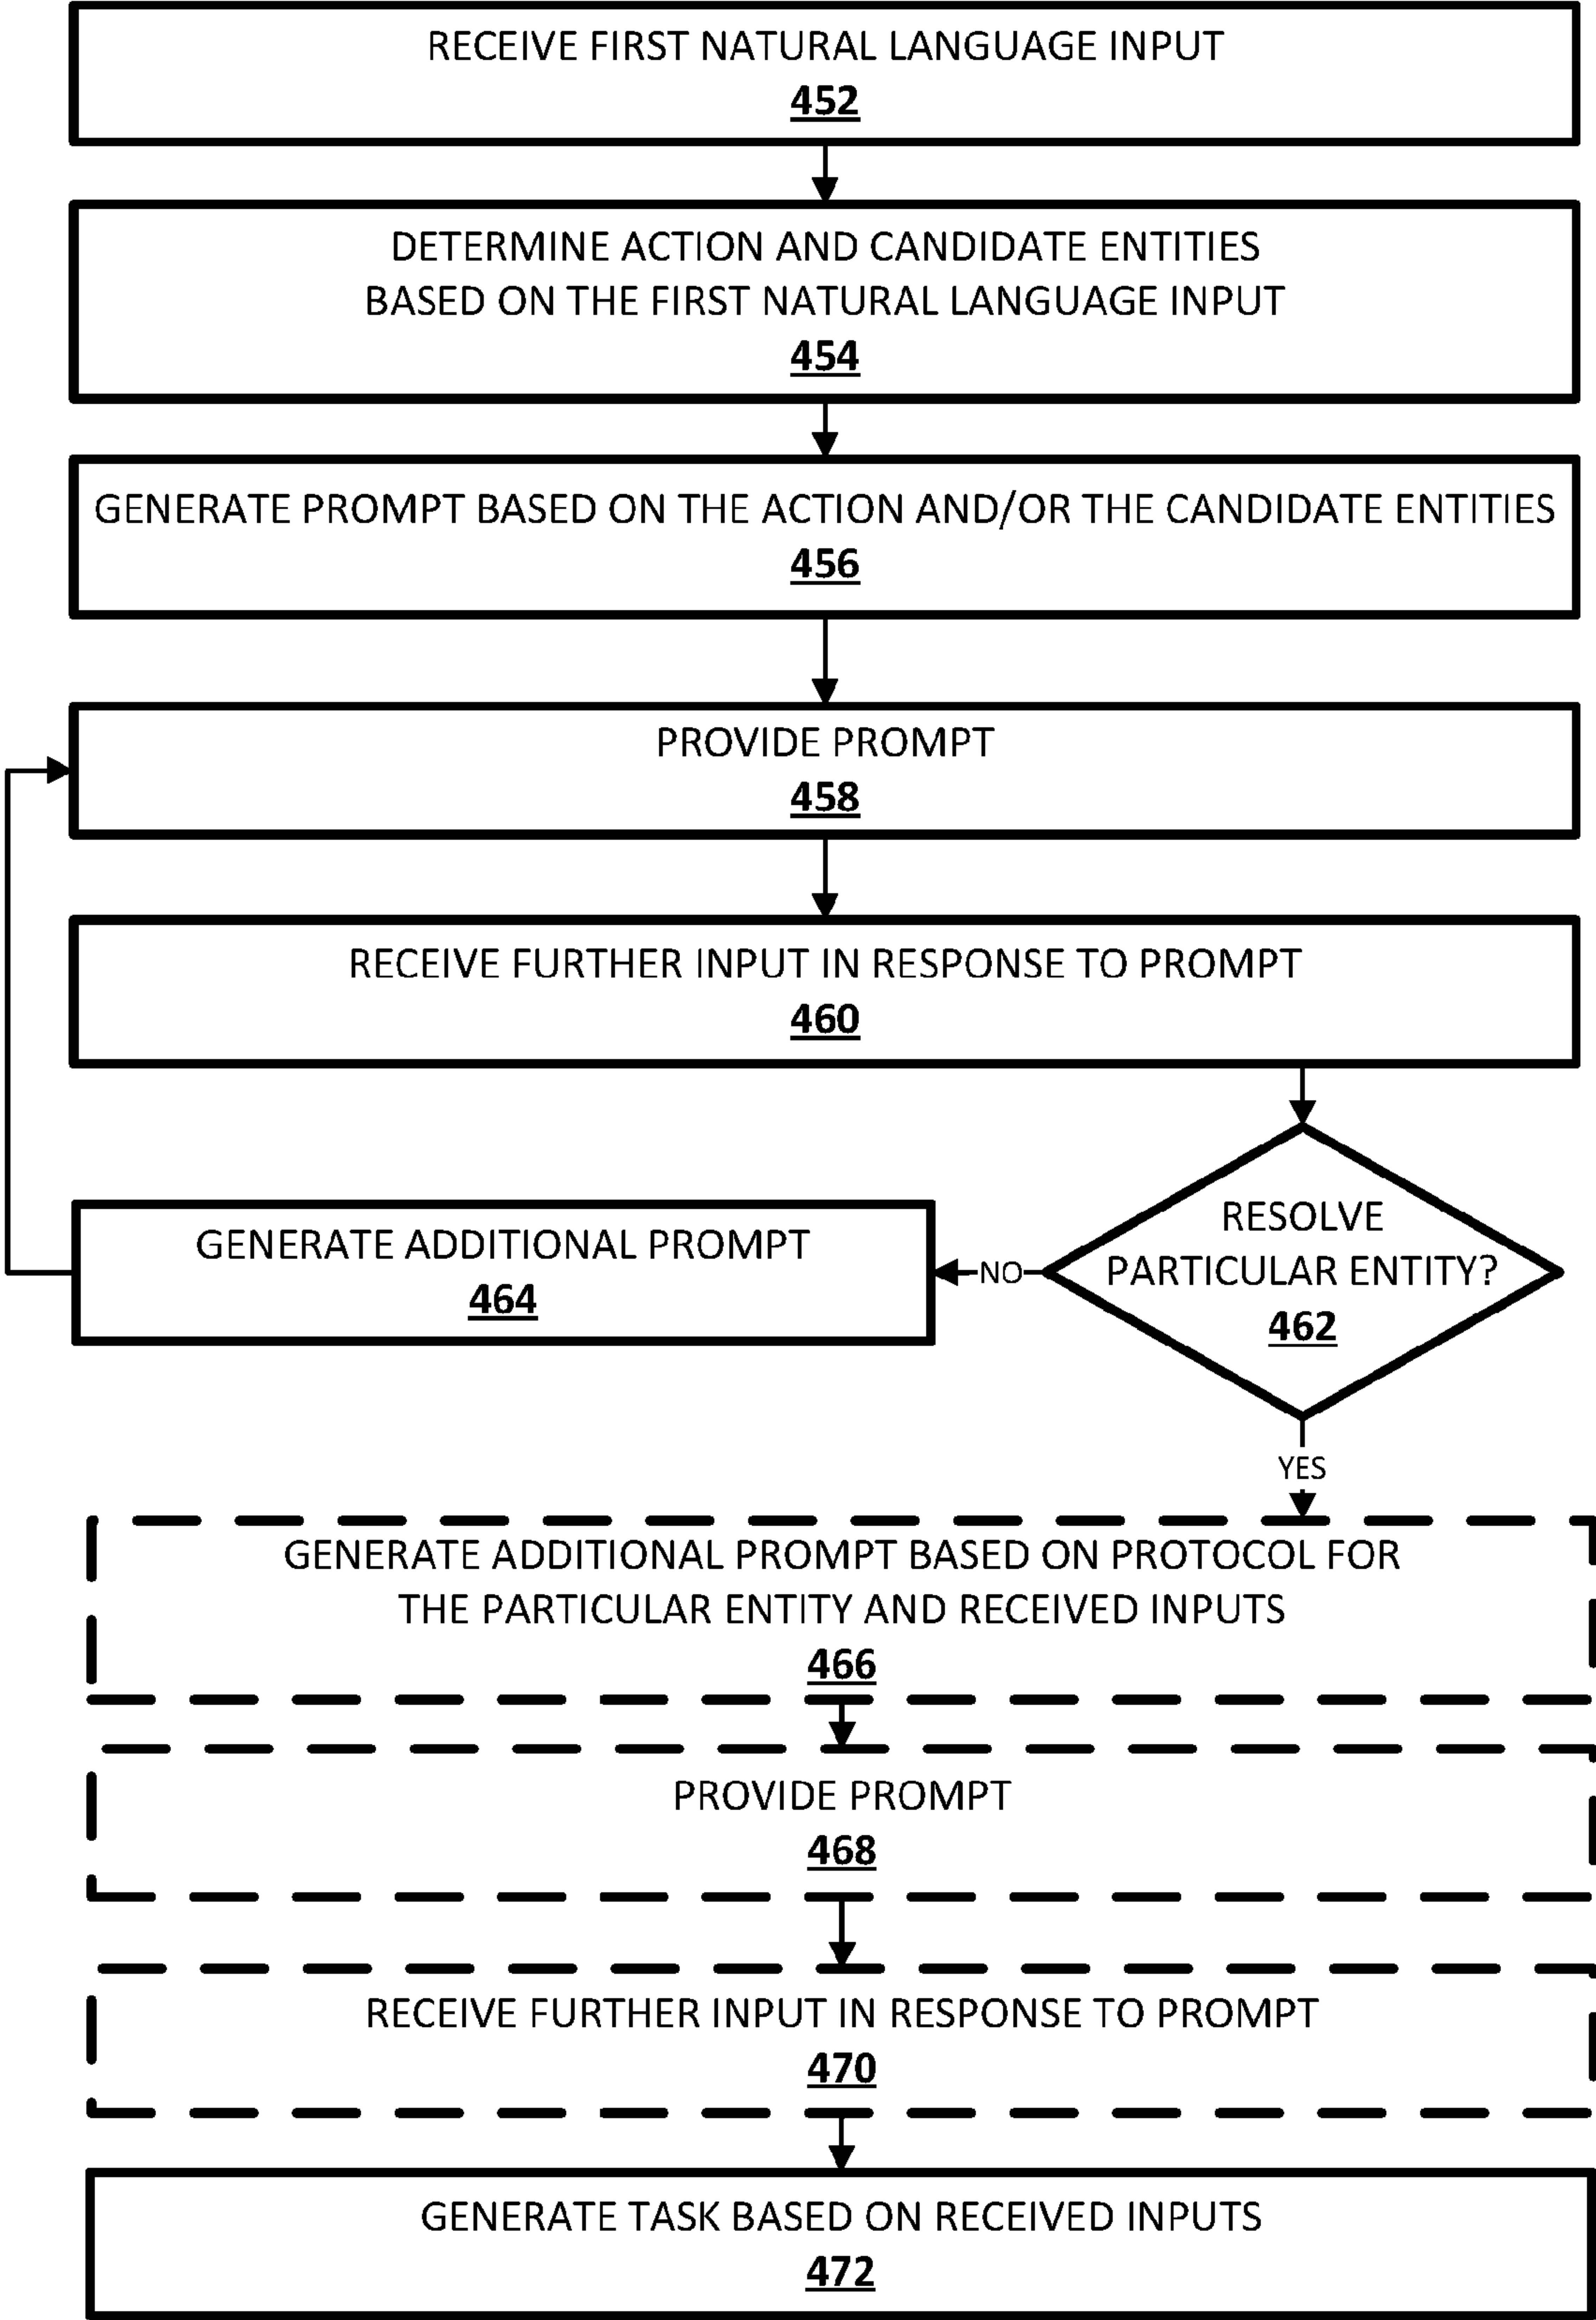 RECEIVE FIRST NATURAL LANGUAGE INPUT
452
DETERMINE ACTION AND CANDIDATE ENTITIES
BASED ON THE FIRST NATURAL LANGUAGE INPUT
454
GENERATE PROMPT BASED ON THE ACTION AND/OR THE CANDIDATE ENTITIES
456
PROVIDE PROMPT
458
RECEIVE FURTHER INPUT IN RESPONSE TO PROMPT
460
RESOLVE
PARTICULAR ENTITY?
462
NO
GENERATE ADDITIONAL PROMPT
464
YES
GENERATE ADDITIONAL PROMPT BASED ON PROTOCOL FOR
THE PARTICULAR ENTITY AND RECEIVED INPUTS
466
PROVIDE PROMPT
468
RECEIVE FURTHER INPUT IN RESPONSE TO PROMPT
470
GENERATE TASK BASED ON RECEIVED INPUTS
472